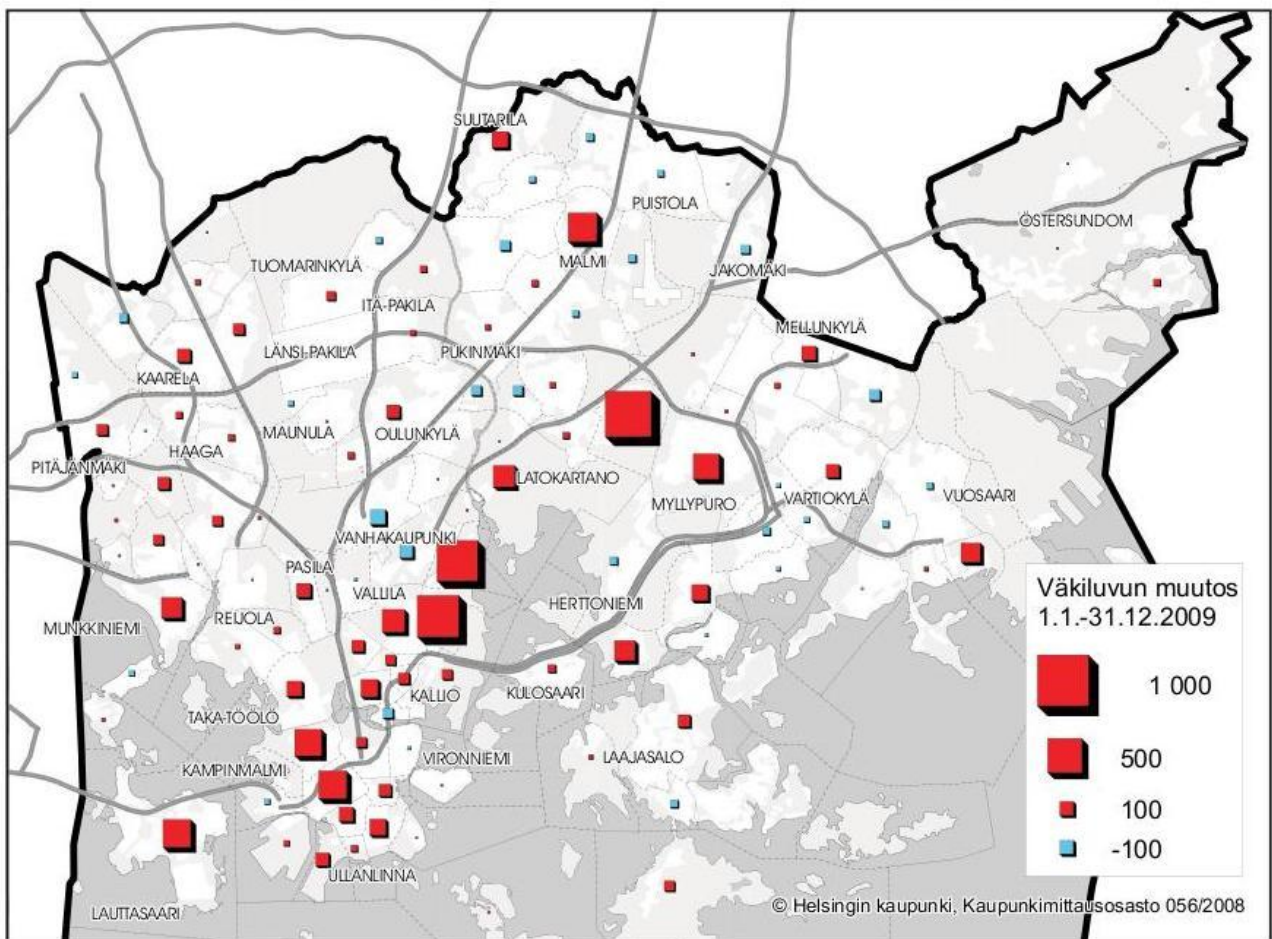 SUUTARILA
PUISTOLA
ÖSTERSUNDOM
MALMI
TUOMARINKYLÄ
JAKOMÄKI
ITÄ-PAKILA
MELLUNKYLÄ
LÄNSI-PAKILA
PUKINMÄKI
KAARELA
MAUNULA
OULUNKYLÄ
HAAGA
PITÄJÄNMÄKI
LATOKARTANO
MYLLYPURO
VARTIOKYLÄ
VUOSAARI
VANHAKAUPUNKI
PASILA
VALLILA
HERTTONIEMI
REIJOLA
MUNKKINIEMI
KALLIO
KULOSAARI
TAKA-TÖÖLÖ
VIRONNIEMI
LAAJASALO
KAMPINMALMI
ULLANLINNA
LAUTTASAARI
Väkiluvun muutos
1.1.-31.12.2009
1 000
500
100
-100
© Helsingin kaupunki, Kaupunkimittausosasto 056/2008